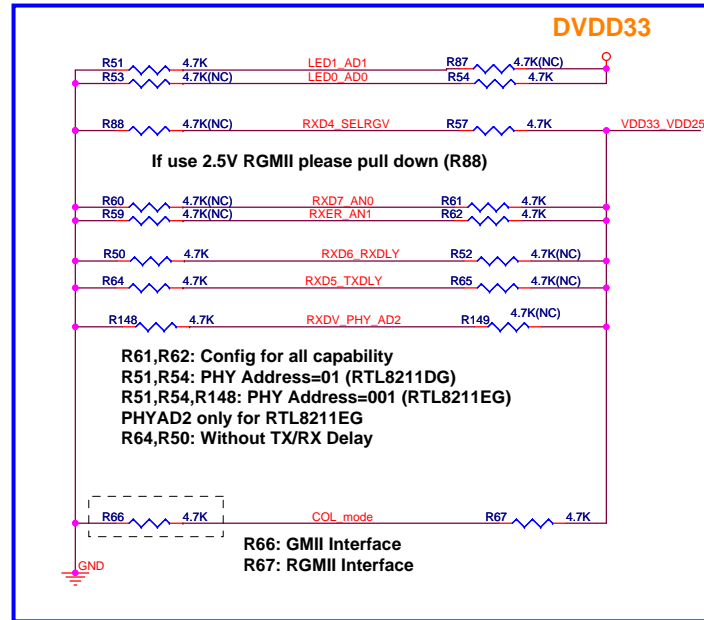 DVDD33
R51 4.7K LED1_AD1 R87 4.7K(NC)
R53 4.7K(NC) LED0_AD0 R54 4.7K
R88 4.7K(NC) RXD4_SELRGV R57 4.7K VDD33_VDD25
If use 2.5V RGMII please pull down (R88)
R60 4.7K(NC) RXD7_AN0 R61 4.7K
R59 4.7K(NC) RXER_AN1 R62 4.7K
R50 4.7K RXD6_RXDLY R52 4.7K(NC)
R64 4.7K RXD5_TXDLY R65 4.7K(NC)
R148 4.7K RXDV_PHY_AD2 R149 4.7K(NC)
R61,R62: Config for all capability
R51,R54: PHY Address=01 (RTL8211DG)
R51,R54,R148: PHY Address=001 (RTL8211EG)
PHYAD2 only for RTL8211EG
R64,R50: Without TX/RX Delay
R66 4.7K COL_mode R67 4.7K
R66: GMII Interface
R67: RGMII Interface
GND